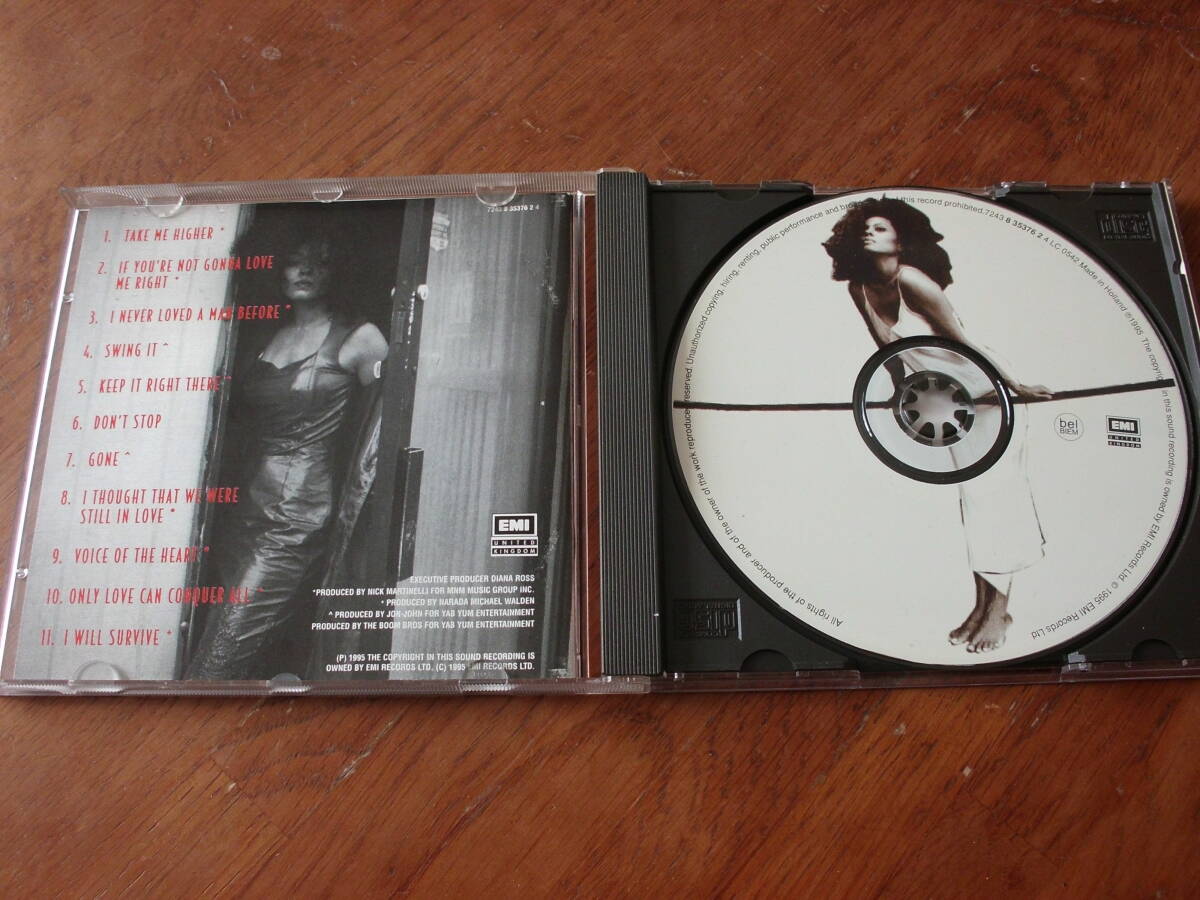 7243 8 35376 2 4
1. TAKE ME HIGHER *
2. IF YOU'RE NOT GONNA LOVE
ME RIGHT *
3. I NEVER LOVED A MAN BEFORE *
4. SWING IT ^
5. KEEP IT RIGHT THERE ^
6. DON'T STOP
7. GONE ^
8. I THOUGHT THAT WE WERE
STILL IN LOVE *
9. VOICE OF THE HEART *
10. ONLY LOVE CAN CONQUER ALL ^
11. I WILL SURVIVE *
EMI
UNITED
KINGDOM
EXECUTIVE PRODUCER DIANA ROSS
*PRODUCED BY NICK MARTINELLI FOR MNM MUSIC GROUP INC.
* PRODUCED BY NARADA MICHAEL WALDEN
^ PRODUCED BY JON-JOHN FOR YAB YUM ENTERTAINMENT
PRODUCED BY THE BOOM BROS FOR YAB YUM ENTERTAINMENT
(P) 1995 THE COPYRIGHT IN THIS SOUND RECORDING IS
OWNED BY EMI RECORDS LTD. (C) 1995 EMI RECORDS LTD.
All rights of the producer and of the owner of the work reproduced reserved. Unauthorized copying, hiring, renting, public performance and of this record prohibited. 7243 8 35376 2 4 LC 0542 Made in Holland ℗1995 The copyright in this sound recording is owned by EMI Records Ltd © 1995 EMI Records Ltd
bel
BIEM
EMI
UNITED
KINGDOM
COMPACT
disc